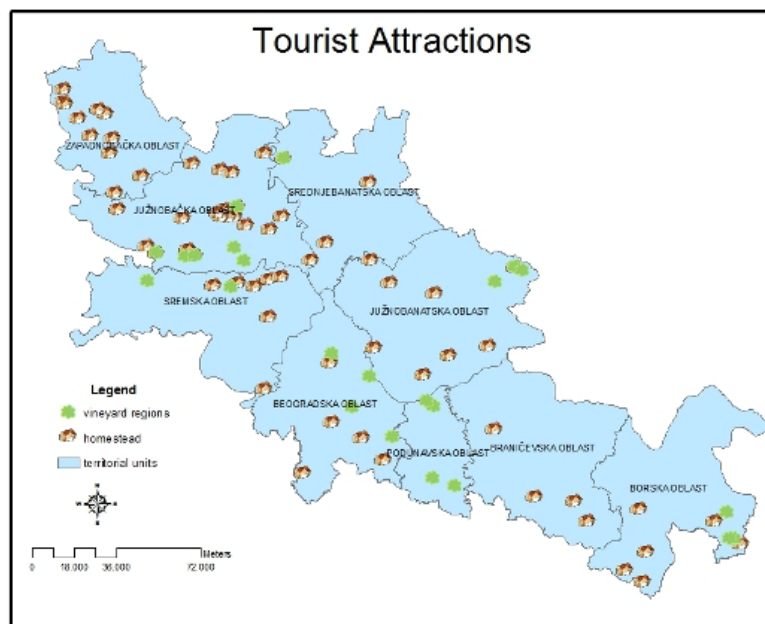 Tourist Attractions
ZAPADNOBAČKA OBLAST
SREDNJEBANATSKA OBLAST
JUŽNOBAČKA OBLAST
SREMSKA OBLAST
JUŽNOBANATSKA OBLAST
BEOGRADSKA OBLAST
PODUNAVSKA OBLAST
BRANIČEVSKA OBLAST
BORSKA OBLAST
Legend
vineyard regions
homestead
territorial units
Meters
0 18.000 36.000 72.000